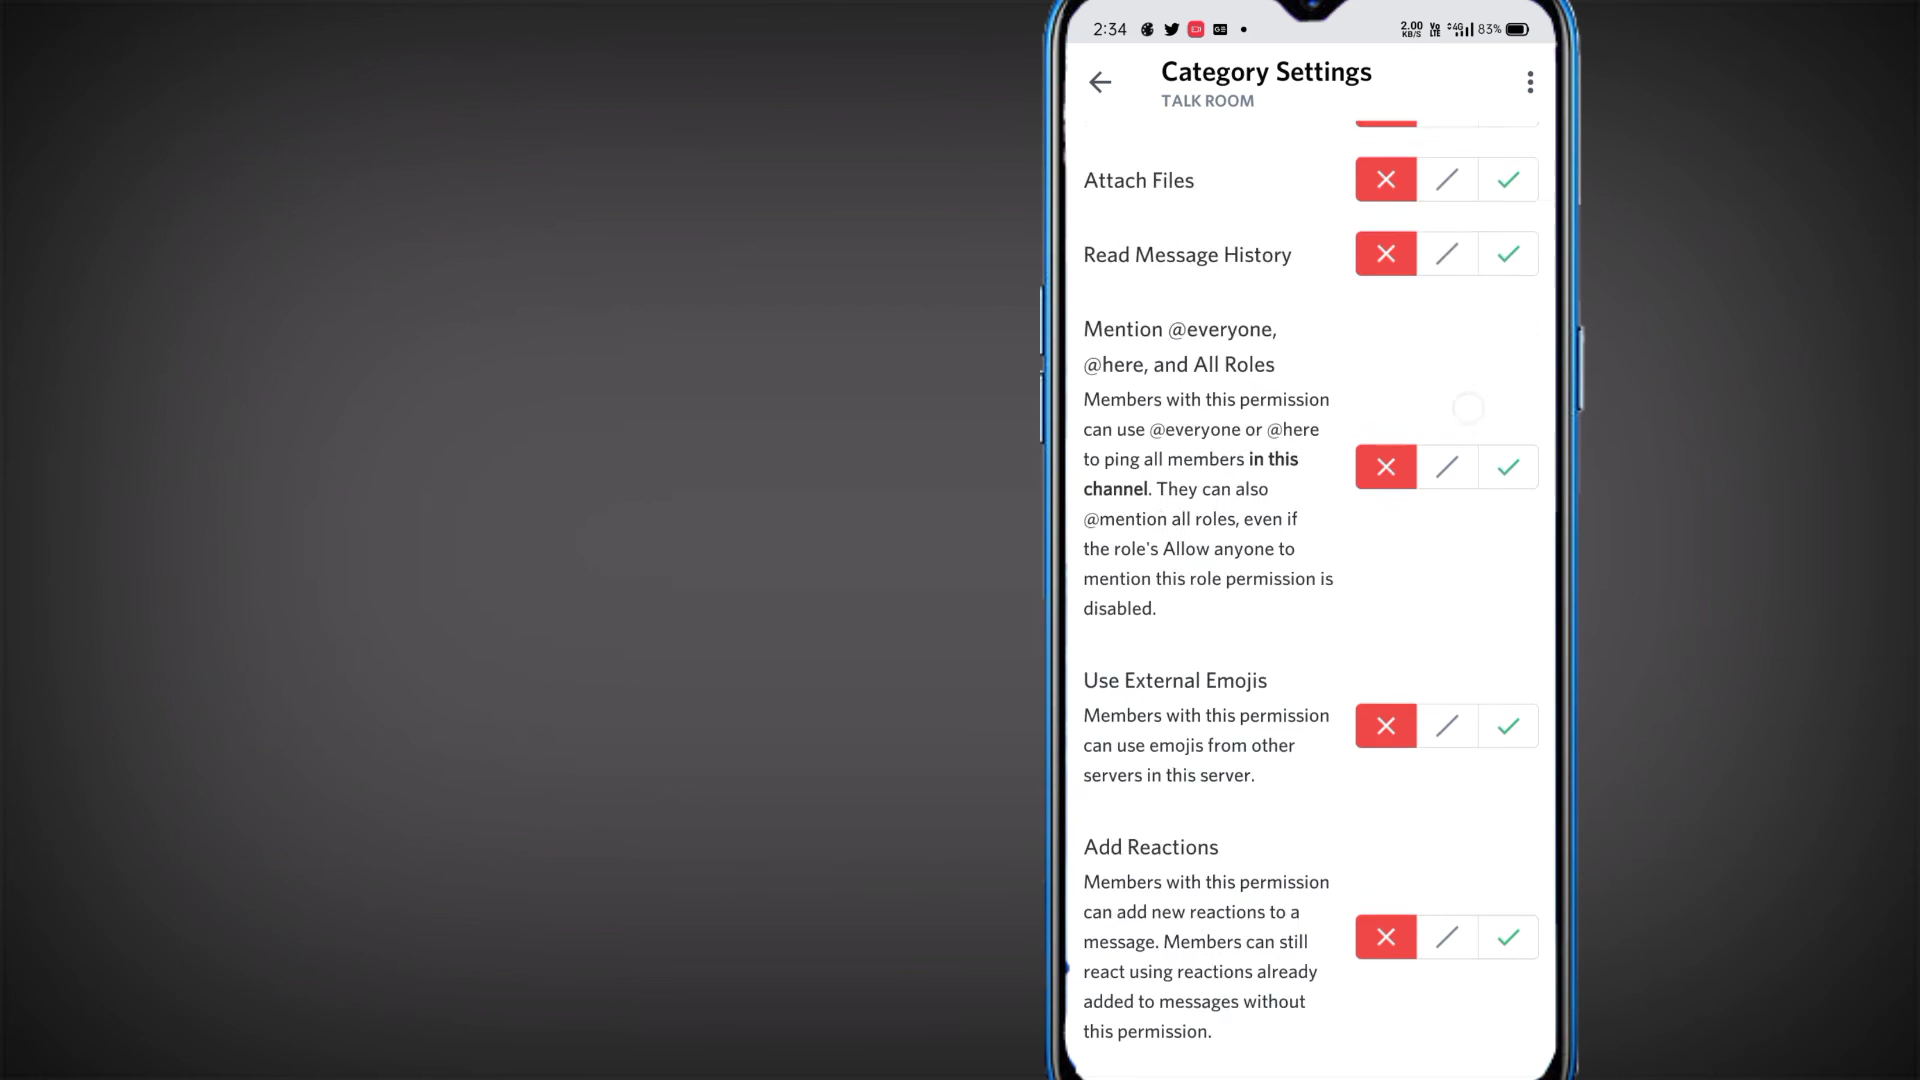 2:34
2.00 KB/S Vo LTE 4G 83%
Category Settings
TALK ROOM
Attach Files
Read Message History
Mention @everyone,
@here, and All Roles
Members with this permission
can use @everyone or @here
to ping all members in this
channel. They can also
@mention all roles, even if
the role's Allow anyone to
mention this role permission is
disabled.
Use External Emojis
Members with this permission
can use emojis from other
servers in this server.
Add Reactions
Members with this permission
can add new reactions to a
message. Members can still
react using reactions already
added to messages without
this permission.